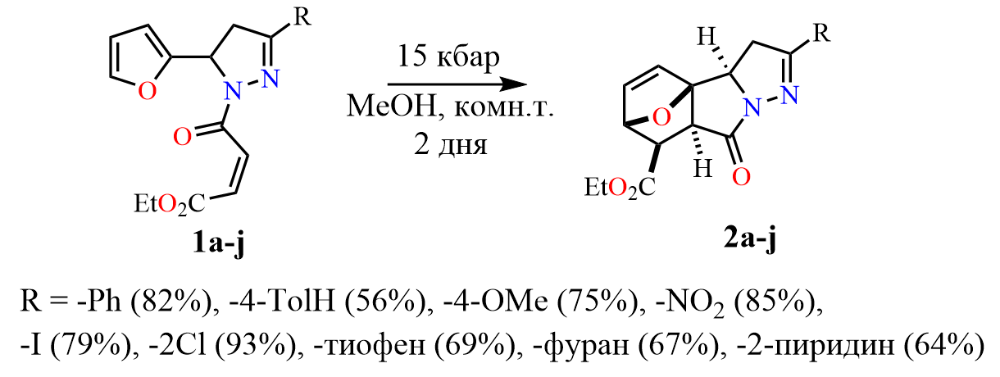 R
O
N
N
O
EtO₂C
1a-j
15 кбар
MeOH, комн.т.
2 дня
H
R
N
N
O
H
O
EtO₂C
2a-j
R = -Ph (82%), -4-TolH (56%), -4-OMe (75%), -NO₂ (85%),
-I (79%), -2Cl (93%), -тиофен (69%), -фуран (67%), -2-пиридин (64%)